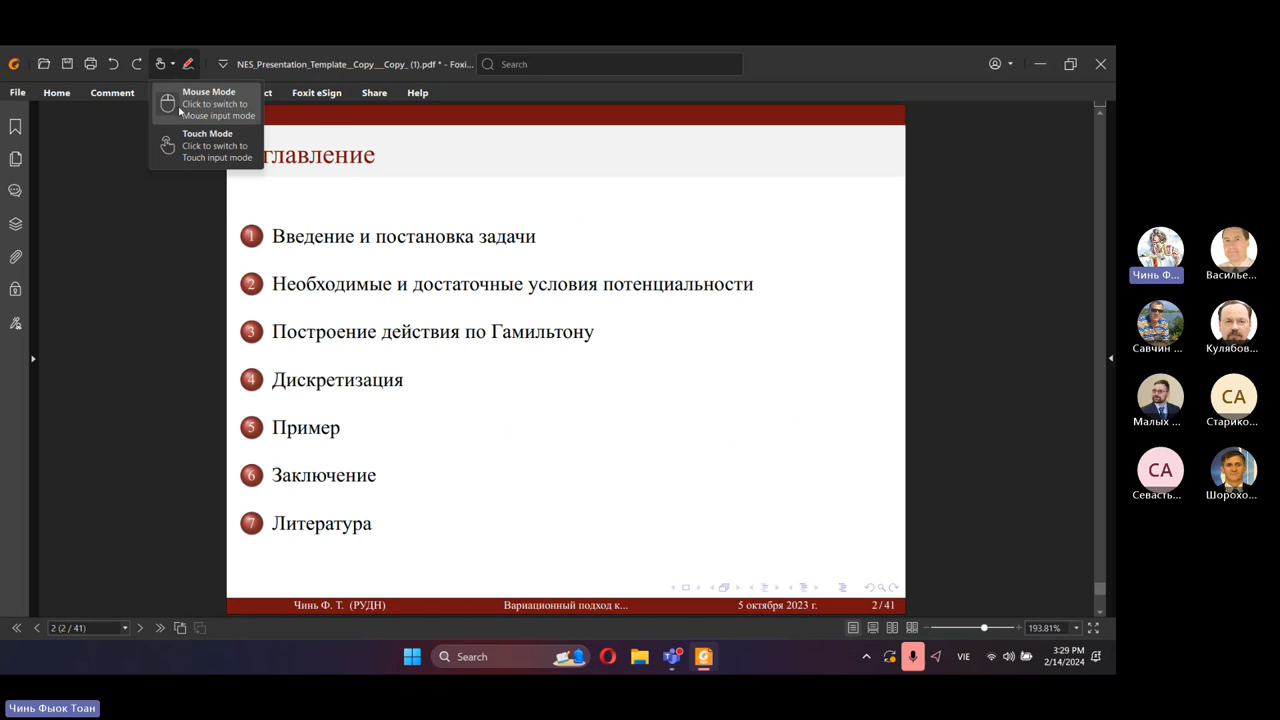 NES_Presentation_Template__Copy__Copy_ (1).pdf * - Foxi...
Search
File
Home
Comment
ct
Foxit eSign
Share
Help
Mouse Mode
Click to switch to
Mouse input mode
Touch Mode
Click to switch to
Touch input mode
главление
1 Введение и постановка задачи
2 Необходимые и достаточные условия потенциальности
3 Построение действия по Гамильтону
4 Дискретизация
5 Пример
6 Заключение
7 Литература
Чинь Ф. Т. (РУДН)
Вариационный подход к...
5 октября 2023 г.
2 / 41
2 (2 / 41)
193.81%
Search
VIE
3:29 PM
2/14/2024
Чинь Ф...
Василье...
Савчин ...
Кулябов...
Малых ...
СА
Старико...
СА
Севасть...
Шорохо...
Чинь Фыок Тоан